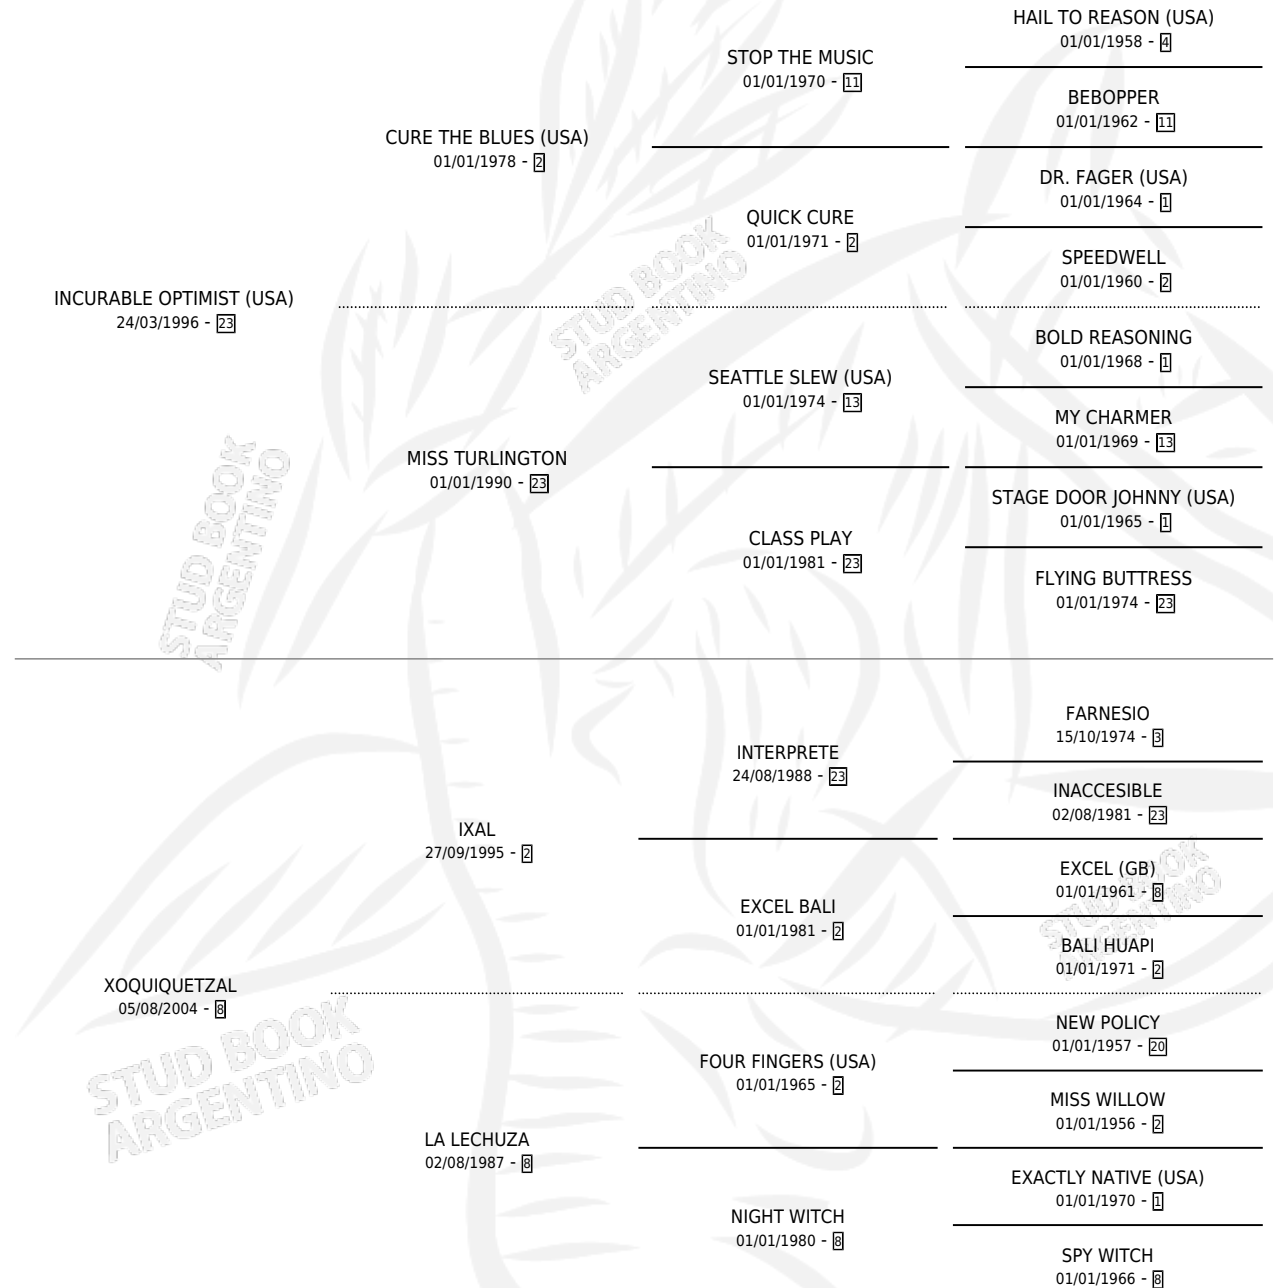 HAIL TO REASON (USA)
01/01/1958 - 4
STOP THE MUSIC
01/01/1970 - 11
BEBOPPER
01/01/1962 - 11
CURE THE BLUES (USA)
01/01/1978 - 2
DR. FAGER (USA)
01/01/1964 - 1
QUICK CURE
01/01/1971 - 2
SPEEDWELL
01/01/1960 - 2
INCURABLE OPTIMIST (USA)
24/03/1996 - 23
BOLD REASONING
01/01/1968 - 1
SEATTLE SLEW (USA)
01/01/1974 - 13
MY CHARMER
01/01/1969 - 13
MISS TURLINGTON
01/01/1990 - 23
STAGE DOOR JOHNNY (USA)
01/01/1965 - 1
CLASS PLAY
01/01/1981 - 23
FLYING BUTTRESS
01/01/1974 - 23
FARNESIO
15/10/1974 - 3
INTERPRETE
24/08/1988 - 23
INACCESIBLE
02/08/1981 - 23
IXAL
27/09/1995 - 2
EXCEL (GB)
01/01/1961 - 8
EXCEL BALI
01/01/1981 - 2
BALI HUAPI
01/01/1971 - 2
XOQUIQUETZAL
05/08/2004 - 8
NEW POLICY
01/01/1957 - 20
FOUR FINGERS (USA)
01/01/1965 - 2
MISS WILLOW
01/01/1956 - 2
LA LECHUZA
02/08/1987 - 8
EXACTLY NATIVE (USA)
01/01/1970 - 1
NIGHT WITCH
01/01/1980 - 8
SPY WITCH
01/01/1966 - 8
STUD BOOK
ARGENTINO
STUD BOOK
ARGENTINO
STUD BOOK
ARGENTINO
STUD BOOK
ARGENTINO